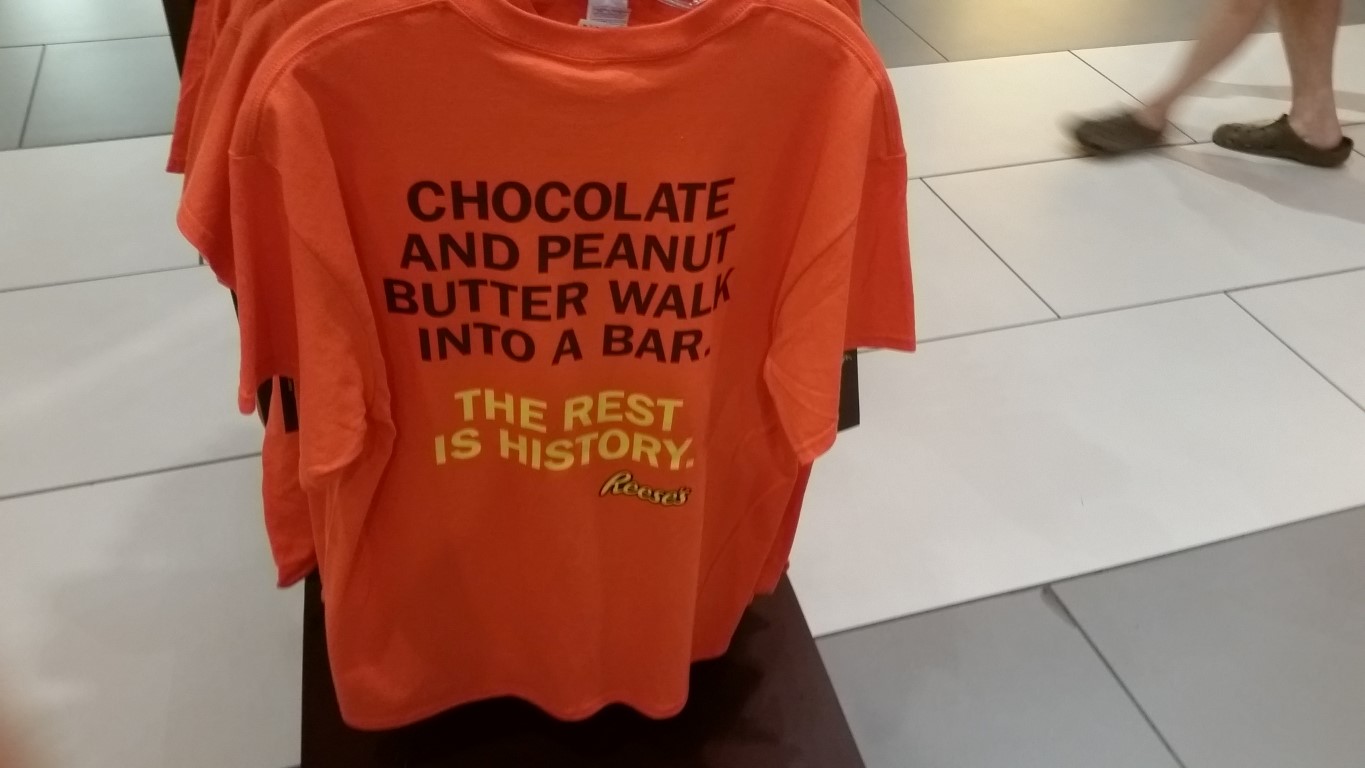 CHOCOLATE
AND PEANUT
BUTTER WALK
INTO A BAR.
THE REST
IS HISTORY.
Reese's